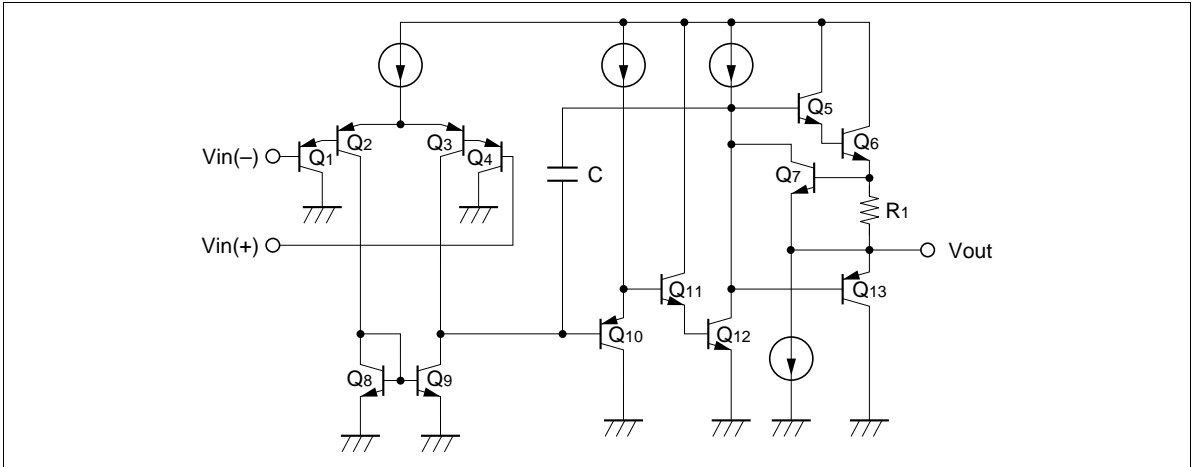 Vin(–)
Q1
Q2
Q3
Q4
Vin(+)
C
Q5
Q6
Q7
R1
Vout
Q11
Q13
Q10
Q12
Q8
Q9